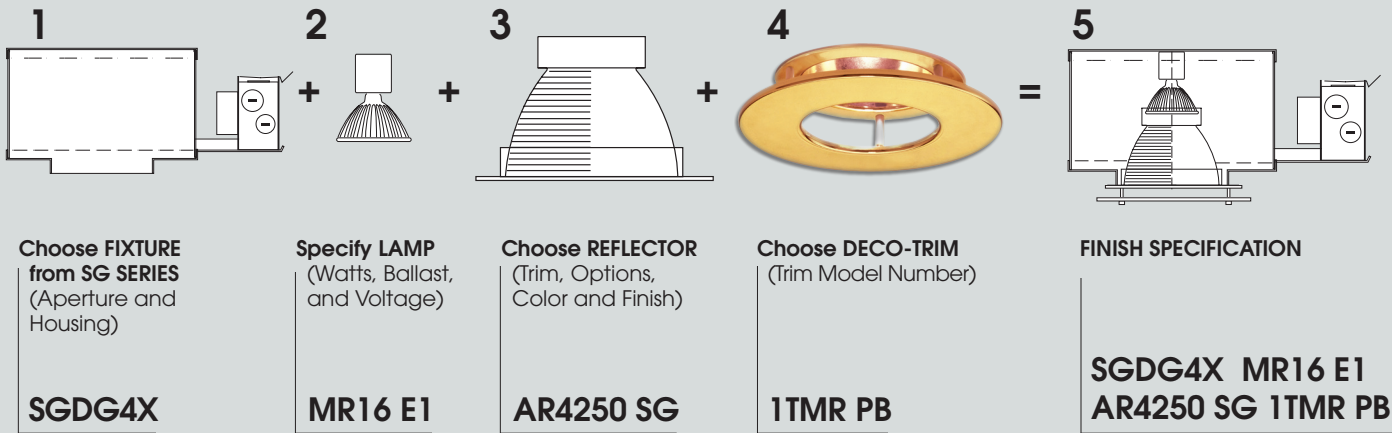 1
2
3
4
5
+
+
+
=
Choose FIXTURE
from SG SERIES
(Aperture and
Housing)
SGDG4X
Specify LAMP
(Watts, Ballast,
and Voltage)
MR16 E1
Choose REFLECTOR
(Trim, Options,
Color and Finish)
AR4250 SG
Choose DECO-TRIM
(Trim Model Number)
1TMR PB
FINISH SPECIFICATION
SGDG4X MR16 E1
AR4250 SG 1TMR PB